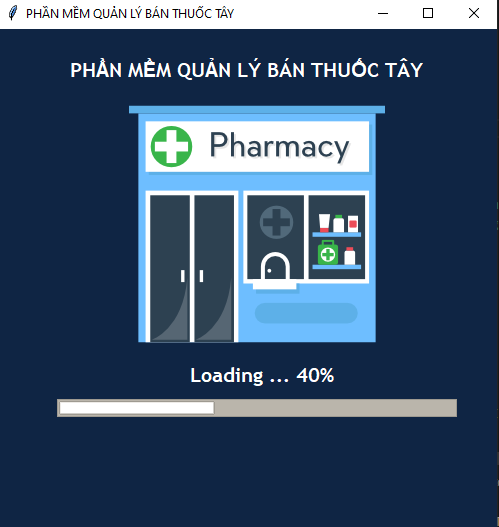 PHẦN MỀM QUẢN LÝ BÁN THUỐC TÂY
PHẦN MỀM QUẢN LÝ BÁN THUỐC TÂY
Pharmacy
Loading ... 40%